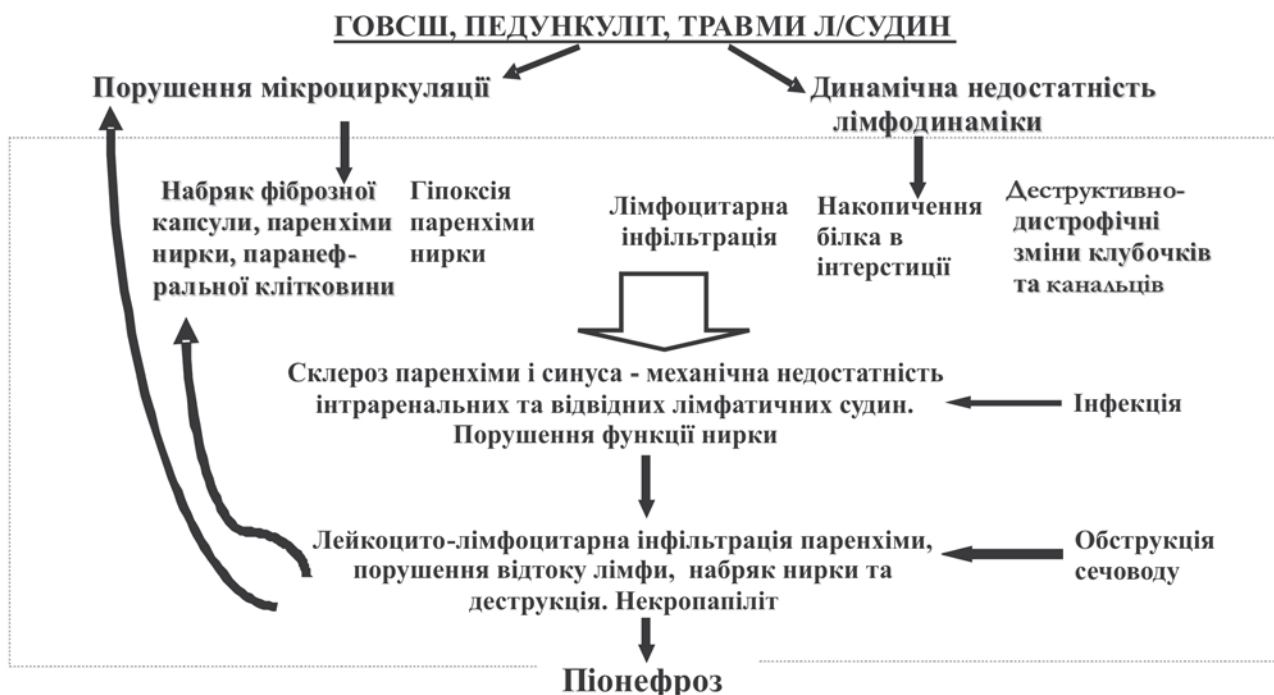 ГОВСШ, ПЕДУНКУЛІТ, ТРАВМИ Л/СУДИН
Порушення мікроциркуляції
Динамічна недостатність
лімфодинаміки
Набряк фіброзної
капсули, паренхіми
нирки, паранеф-
ральної клітковини
Гіпоксія
паренхіми
нирки
Лімфоцитарна
інфільтрація
Накопичення
білка в
інтерстиції
Деструктивно-
дистрофічні
зміни клубочків
та канальців
Склероз паренхіми і синуса - механічна недостатність
інтраренальних та відвідних лімфатичних судин.
Порушення функції нирки
Інфекція
Лейкоцито-лімфоцитарна інфільтрація паренхіми,
порушення відтоку лімфи, набряк нирки та
деструкція. Некропапіліт
Обструкція
сечоводу
Піонефроз